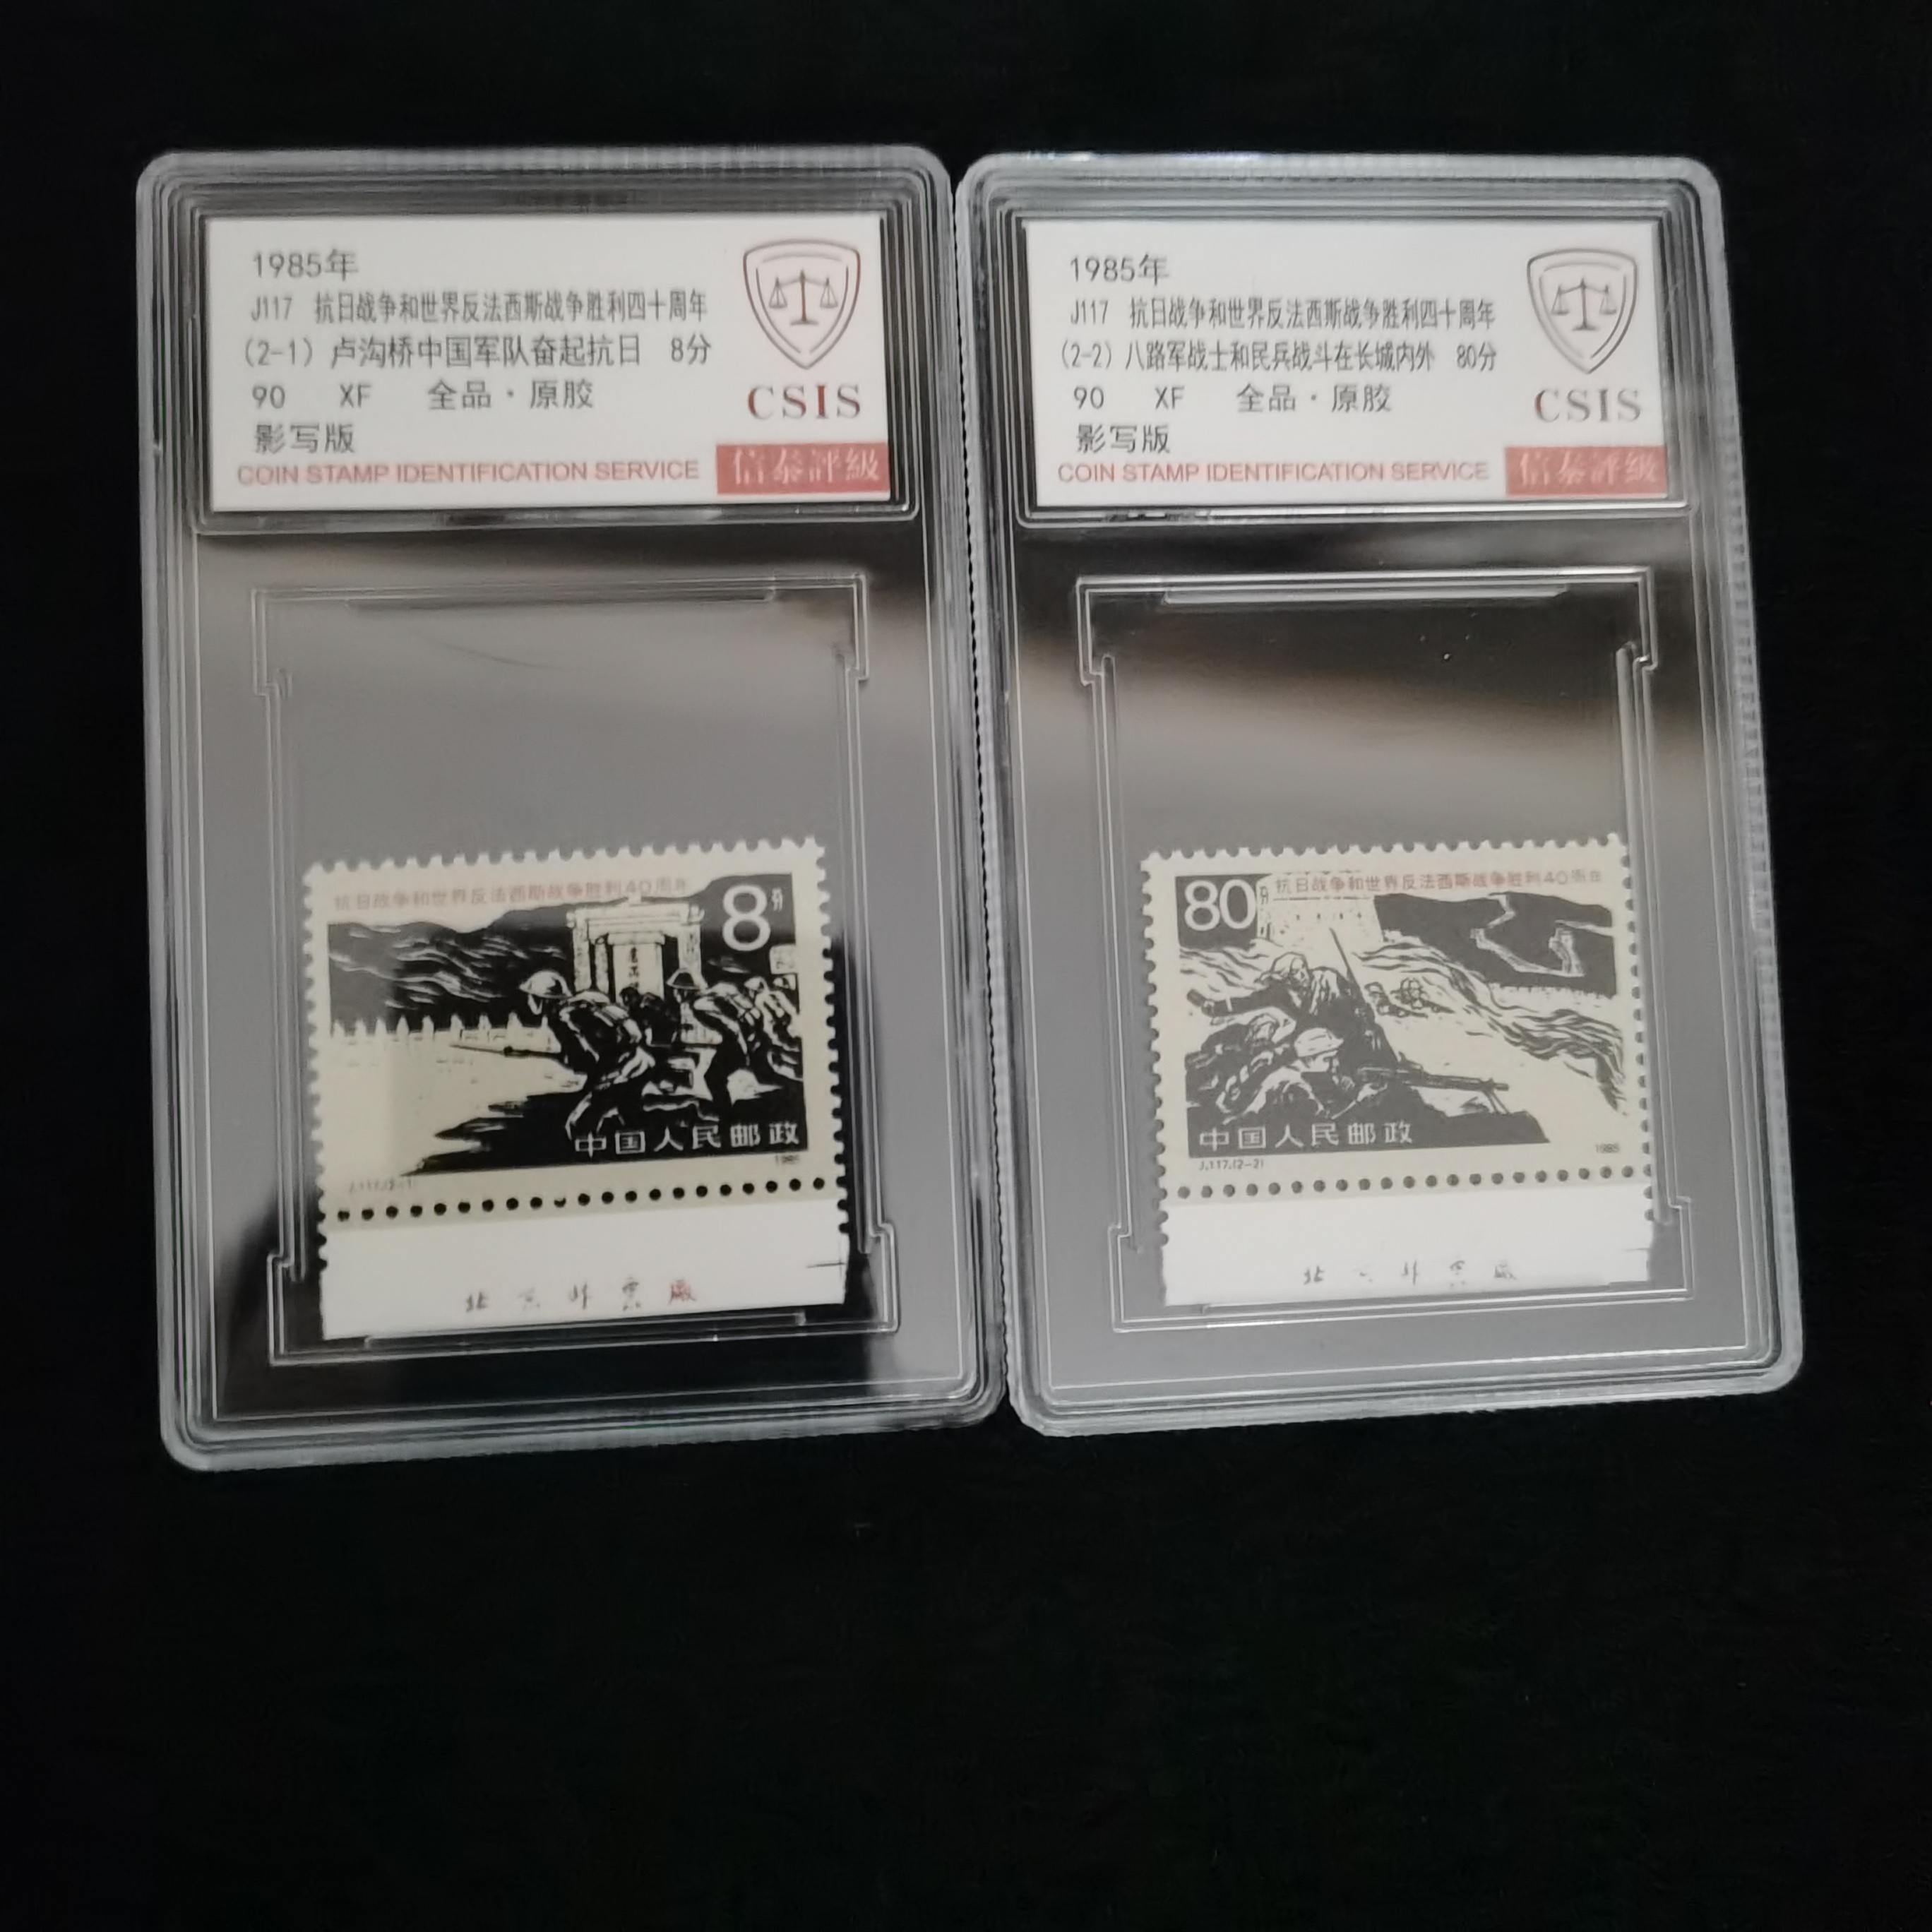 1985年
J117 抗日战争和世界反法西斯战争胜利四十周年
(2-1) 卢沟桥中国军队奋起抗日 8分
90 XF 全品·原胶
影写版
CSIS
COIN STAMP IDENTIFICATION SERVICE
信泰評級
抗日战争和世界反法西斯战争胜利40周年
8分
中国人民邮政
1985
J.117.(2-1)
北京邮票廠
1985年
J117 抗日战争和世界反法西斯战争胜利四十周年
(2-2) 八路军战士和民兵战斗在长城内外 80分
90 XF 全品·原胶
影写版
CSIS
COIN STAMP IDENTIFICATION SERVICE
信泰評級
80分
抗日战争和世界反法西斯战争胜利40周年
中国人民邮政
J.117.(2-2)
1985